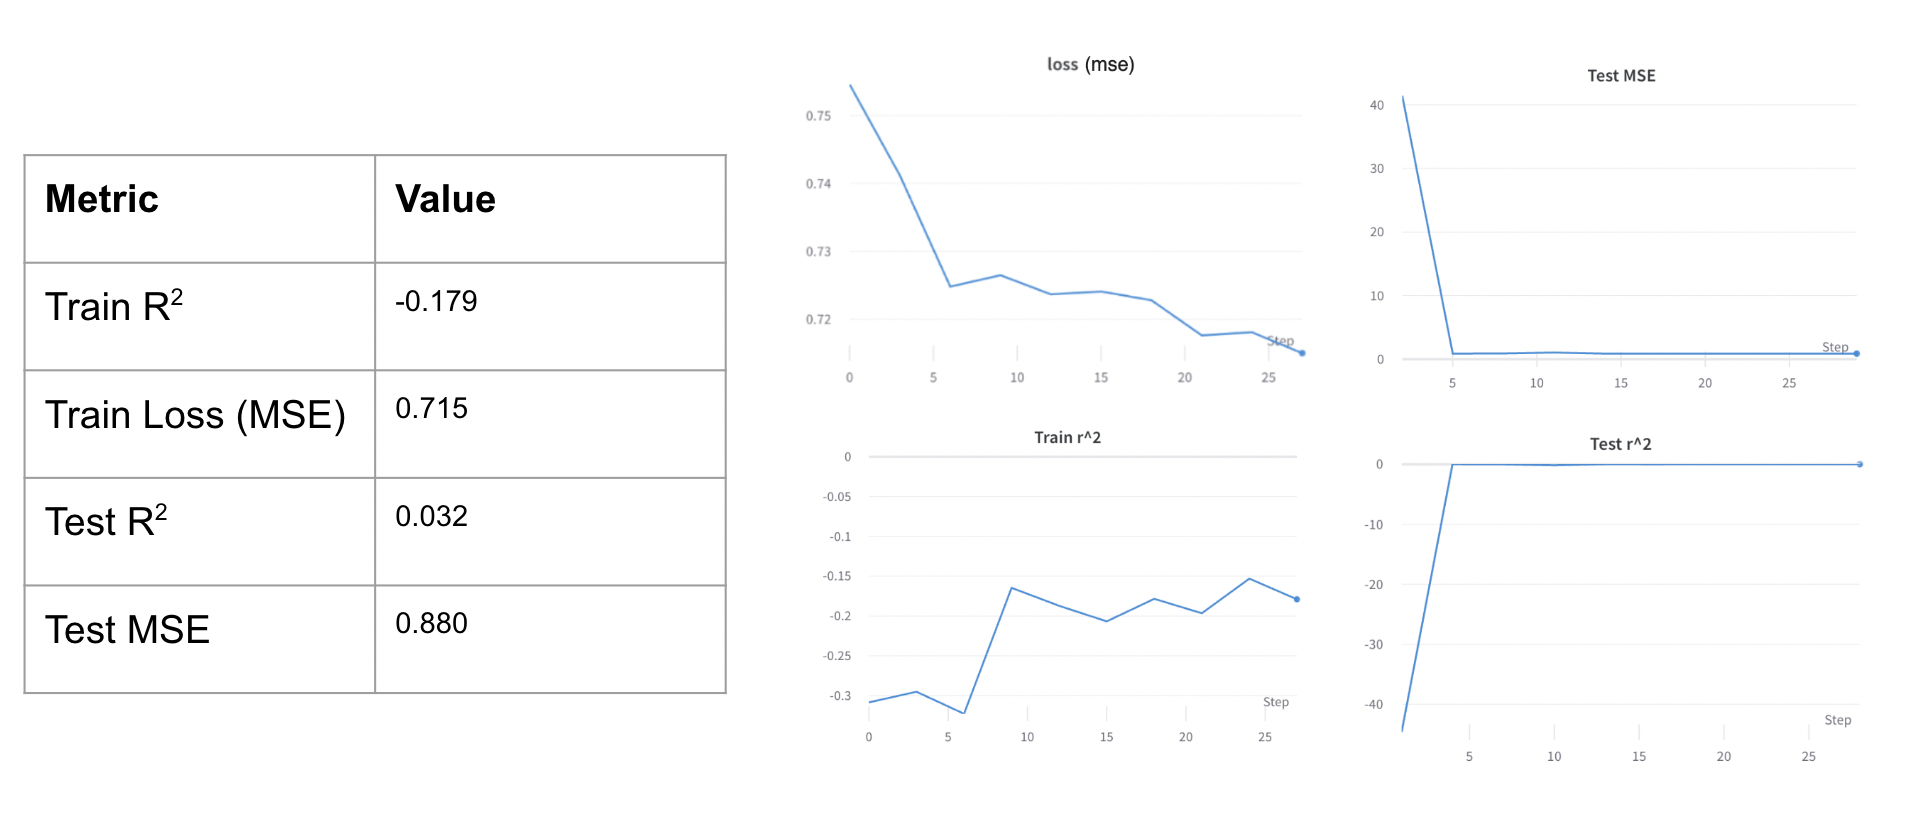 Metric Value
Train R²
-0.179
Train Loss (MSE)
0.715
Test R²
0.032
Test MSE
0.880
loss (mse)
0.75
0.74
0.73
0.72
Step
0 5 10 15 20 25
Test MSE
40
30
20
10
0
Step
5 10 15 20 25
Train r^2
0
-0.05
-0.1
-0.15
-0.2
-0.25
-0.3
Step
0 5 10 15 20 25
Test r^2
0
-10
-20
-30
-40
Step
5 10 15 20 25